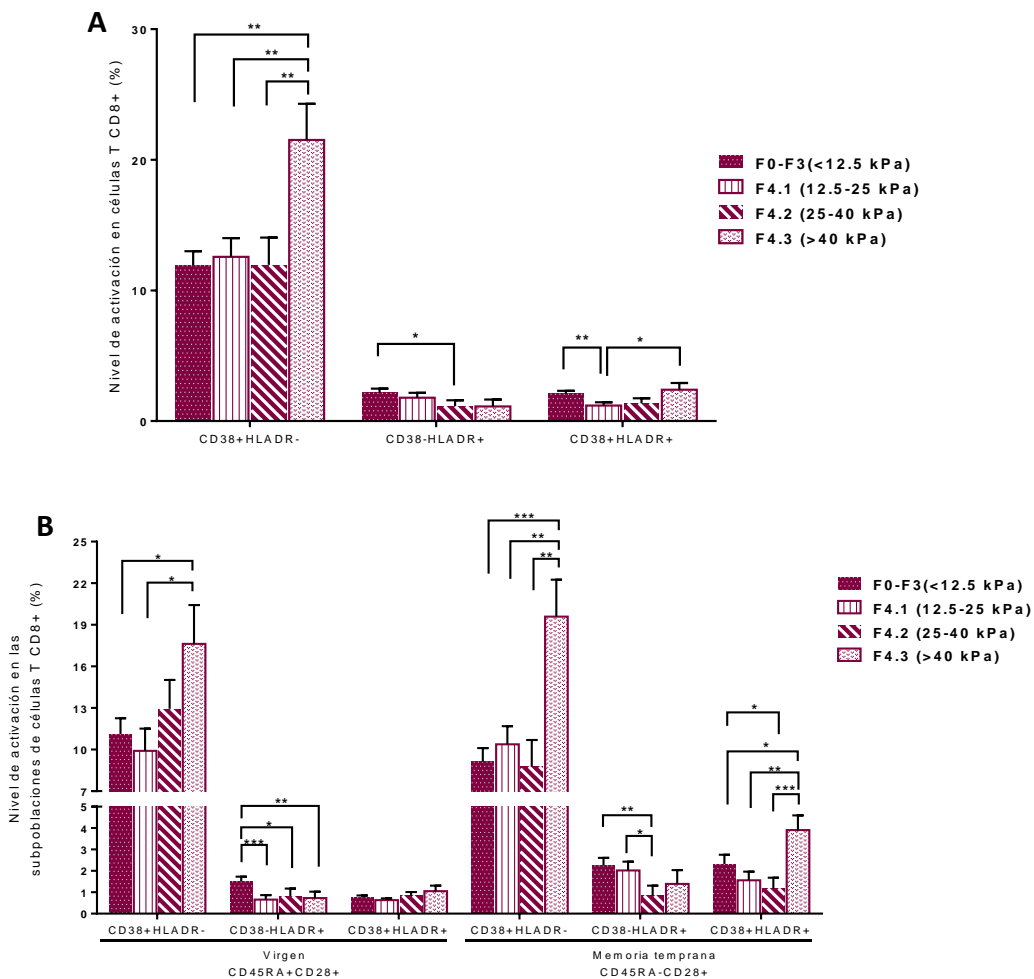 A
Nivel de activación en células T CD8+ (%)
30
20
10
0
**
**
**
*
**
*
CD38+HLADR-
CD38-HLADR+
CD38+HLADR+
F0-F3(<12.5 kPa)
F4.1 (12.5-25 kPa)
F4.2 (25-40 kPa)
F4.3 (>40 kPa)
B
Nivel de activación en las
subpoblaciones de células T CD8+ (%)
25
22
19
16
13
10
7
5
4
3
2
1
0
*
*
**
*
***
***
**
**
**
*
*
*
**
***
CD38+HLADR-
CD38-HLADR+
CD38+HLADR+
CD38+HLADR-
CD38-HLADR+
CD38+HLADR+
Virgen
CD45RA+CD28+
Memoria temprana
CD45RA-CD28+
F0-F3(<12.5 kPa)
F4.1 (12.5-25 kPa)
F4.2 (25-40 kPa)
F4.3 (>40 kPa)